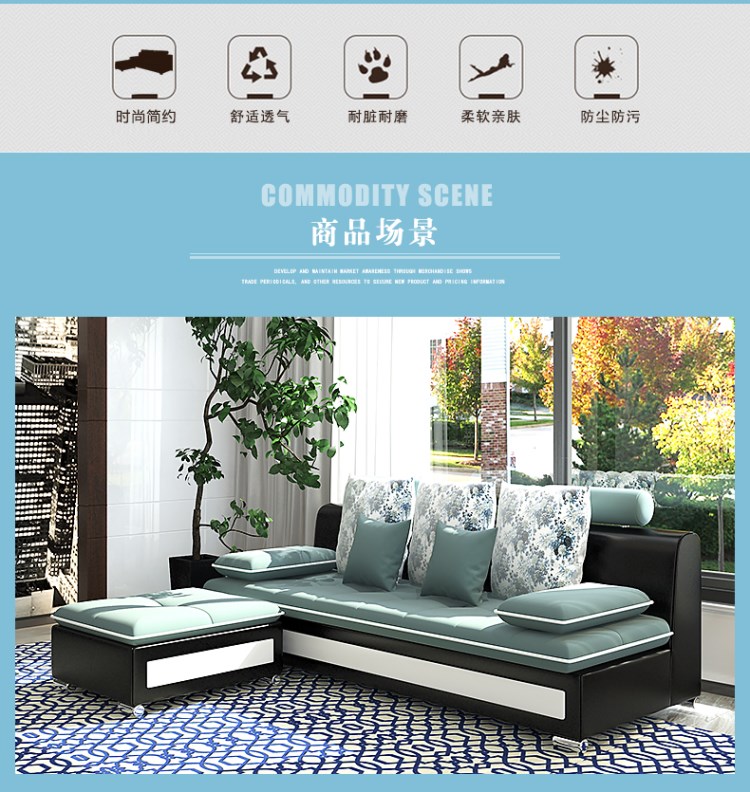 时尚简约
舒适透气
耐脏耐磨
柔软亲肤
防尘防污
COMMODITY SCENE
商品场景
DEVELOP AND MAINTAIN MARKET AWARENESS THROUGH MERCHANDISE SHOWS
TRADE PERIODICALS, AND OTHER RESOURCES TO SECURE NEW PRODUCT AND PRICING INFORMATION